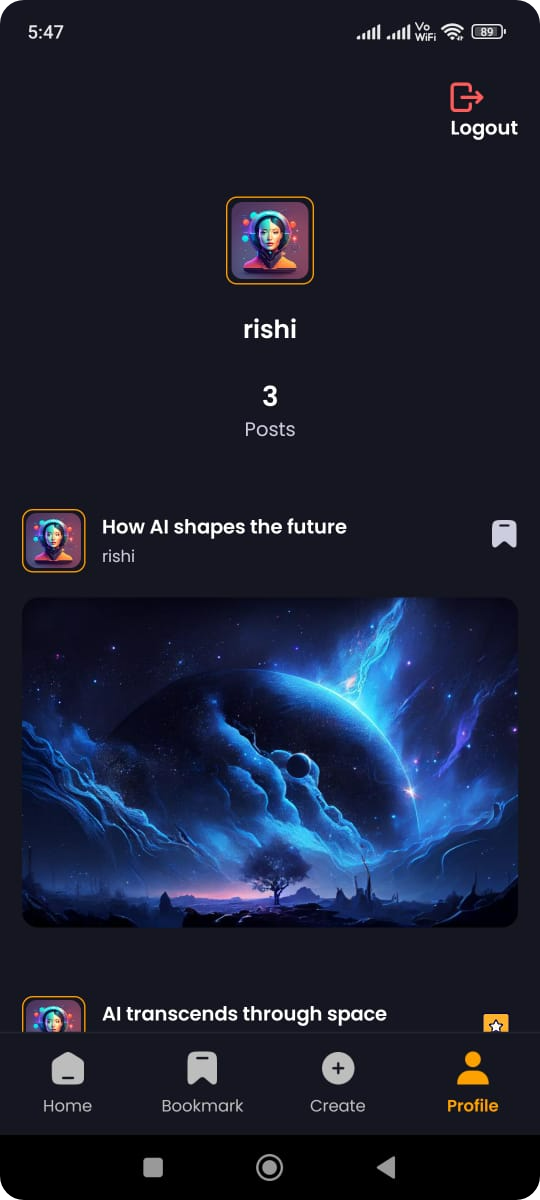 5:47
Vo
WiFi
89
Logout
rishi
3
Posts
How AI shapes the future
rishi
AI transcends through space
Home
Bookmark
Create
Profile